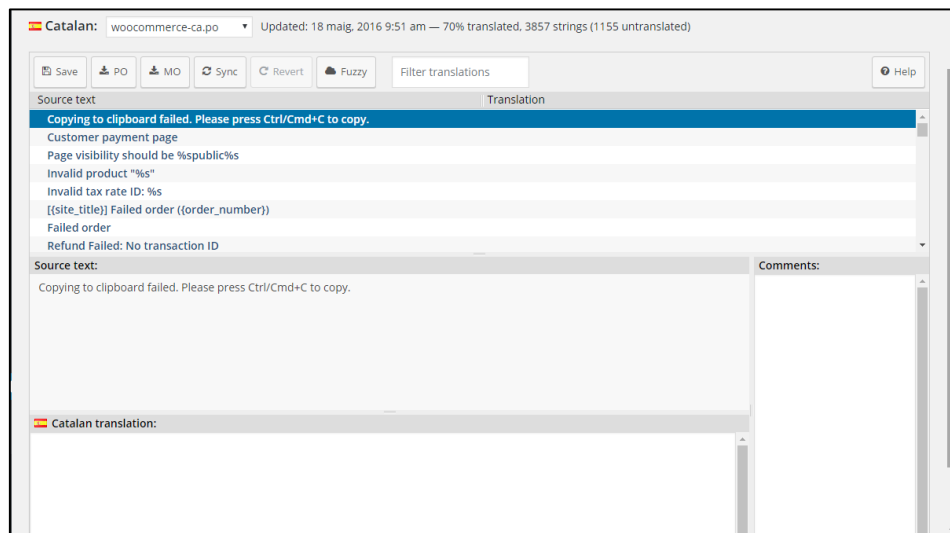 Catalan: woocommerce-ca.po Updated: 18 maig, 2016 9:51 am — 70% translated, 3857 strings (1155 untranslated)
Save PO MO Sync Revert Fuzzy Filter translations Help
Source text Translation
Copying to clipboard failed. Please press Ctrl/Cmd+C to copy.
Customer payment page
Page visibility should be %spublic%s
Invalid product "%s"
Invalid tax rate ID: %s
[{site_title}] Failed order ({order_number})
Failed order
Refund Failed: No transaction ID
Source text: Comments:
Copying to clipboard failed. Please press Ctrl/Cmd+C to copy.
Catalan translation: